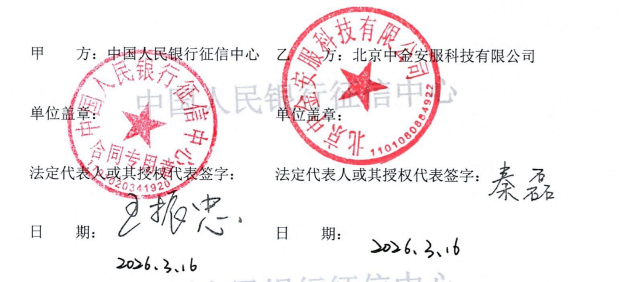 甲 方：中国人民银行征信中心 乙 方：北京中金安服科技有限公司
中国人民银行征信中心
单位盖章： 单位盖章：
中国人民银行征信中心
合同专用章
北京中金安服科技有限公司
1101080884922
法定代表人或其授权代表签字： 法定代表人或其授权代表签字：
王振忠 秦磊
日 期： 日 期：
2026.3.16 2026.3.16